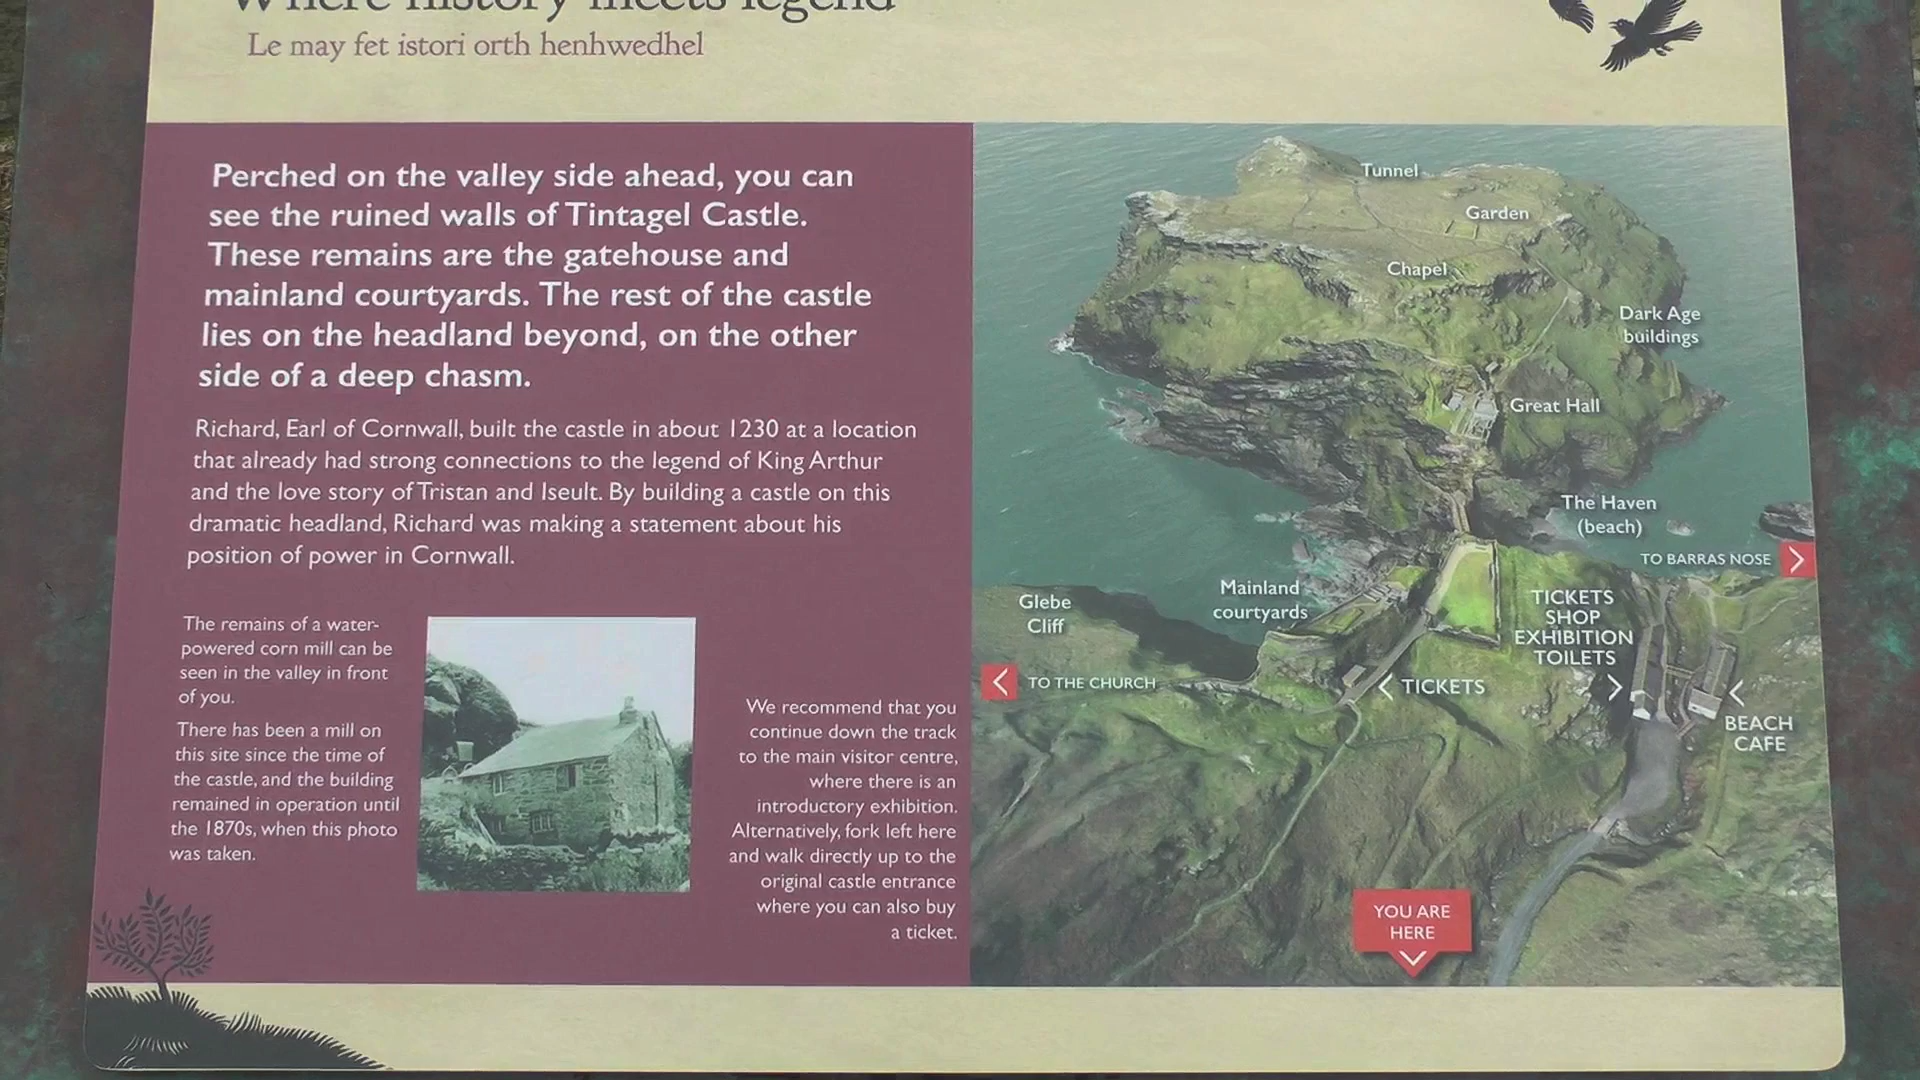 Where history meets legend
Le may fet istori orth henhwedhel
Perched on the valley side ahead, you can
see the ruined walls of Tintagel Castle.
These remains are the gatehouse and
mainland courtyards. The rest of the castle
lies on the headland beyond, on the other
side of a deep chasm.
Richard, Earl of Cornwall, built the castle in about 1230 at a location
that already had strong connections to the legend of King Arthur
and the love story of Tristan and Iseult. By building a castle on this
dramatic headland, Richard was making a statement about his
position of power in Cornwall.
The remains of a water-
powered corn mill can be
seen in the valley in front
of you.
There has been a mill on
this site since the time of
the castle, and the building
remained in operation until
the 1870s, when this photo
was taken.
We recommend that you
continue down the track
to the main visitor centre,
where there is an
introductory exhibition.
Alternatively, fork left here
and walk directly up to the
original castle entrance
where you can also buy
a ticket.
Tunnel
Garden
Chapel
Dark Age
buildings
Great Hall
The Haven
(beach)
TO BARRAS NOSE
Mainland
courtyards
Glebe
Cliff
TICKETS
SHOP
EXHIBITION
TOILETS
TO THE CHURCH
TICKETS
BEACH
CAFE
YOU ARE
HERE